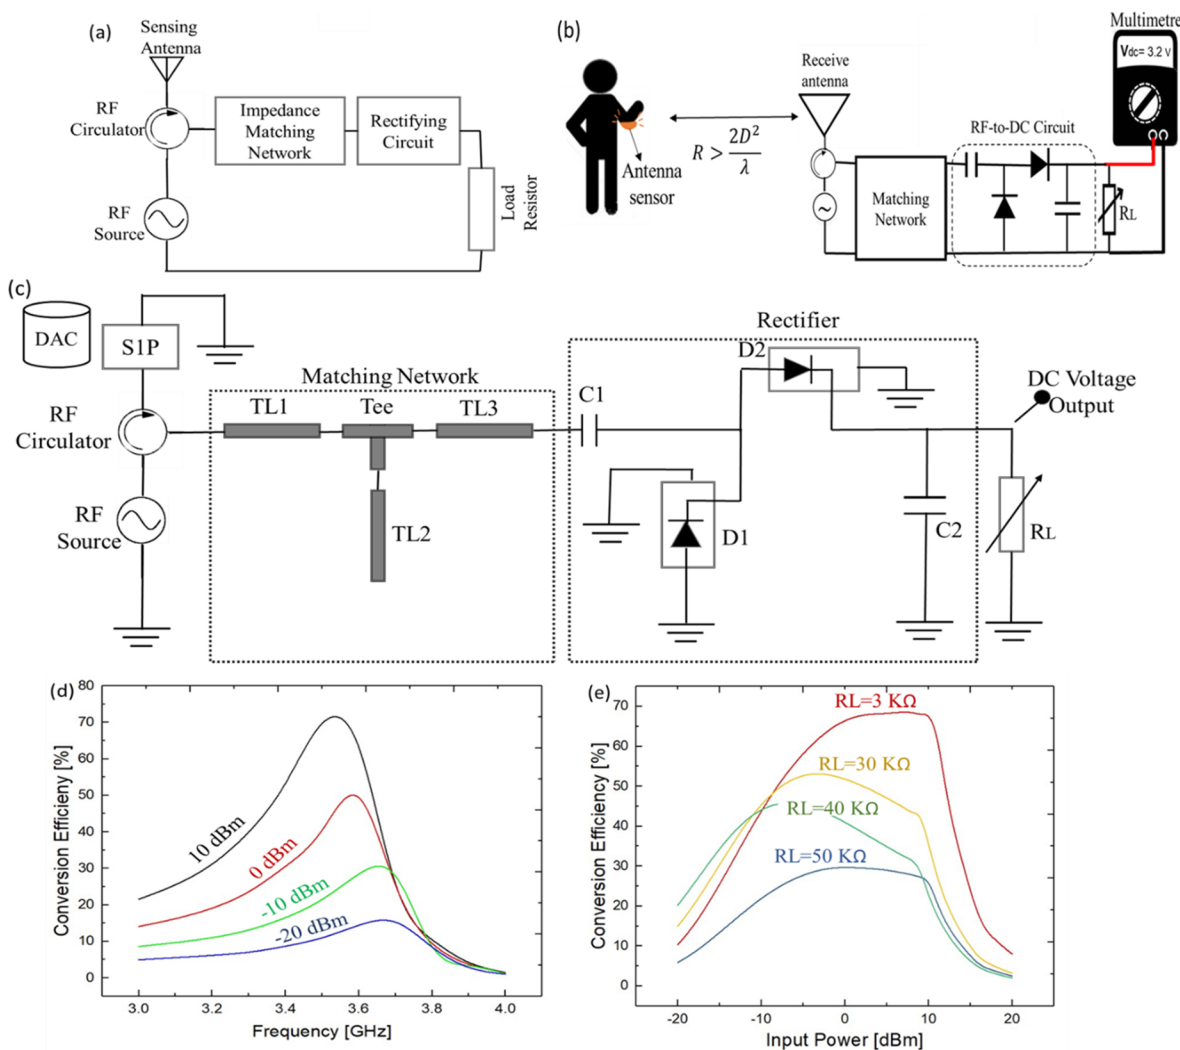 (a)
Sensing
Antenna
RF
Circulator
Impedance
Matching
Network
Rectifying
Circuit
RF
Source
Load
Resistor
(b)
Receive
antenna
Multimetre
Vdc= 3.2 V
R > 2D²/λ
Antenna
sensor
RF-to-DC Circuit
Matching
Network
RL
(c)
DAC
S1P
RF
Circulator
RF
Source
Matching Network
TL1
Tee
TL3
TL2
Rectifier
C1
D2
D1
C2
DC Voltage
Output
RL
(d)
80
70
60
50
40
30
20
10
0
Conversion Efficieny [%]
10 dBm
0 dBm
-10 dBm
-20 dBm
3.0
3.2
3.4
3.6
3.8
4.0
Frequency [GHz]
(e)
70
60
50
40
30
20
10
0
Conversion Efficiency [%]
RL=3 KΩ
RL=30 KΩ
RL=40 KΩ
RL=50 KΩ
-20
-10
0
10
20
Input Power [dBm]